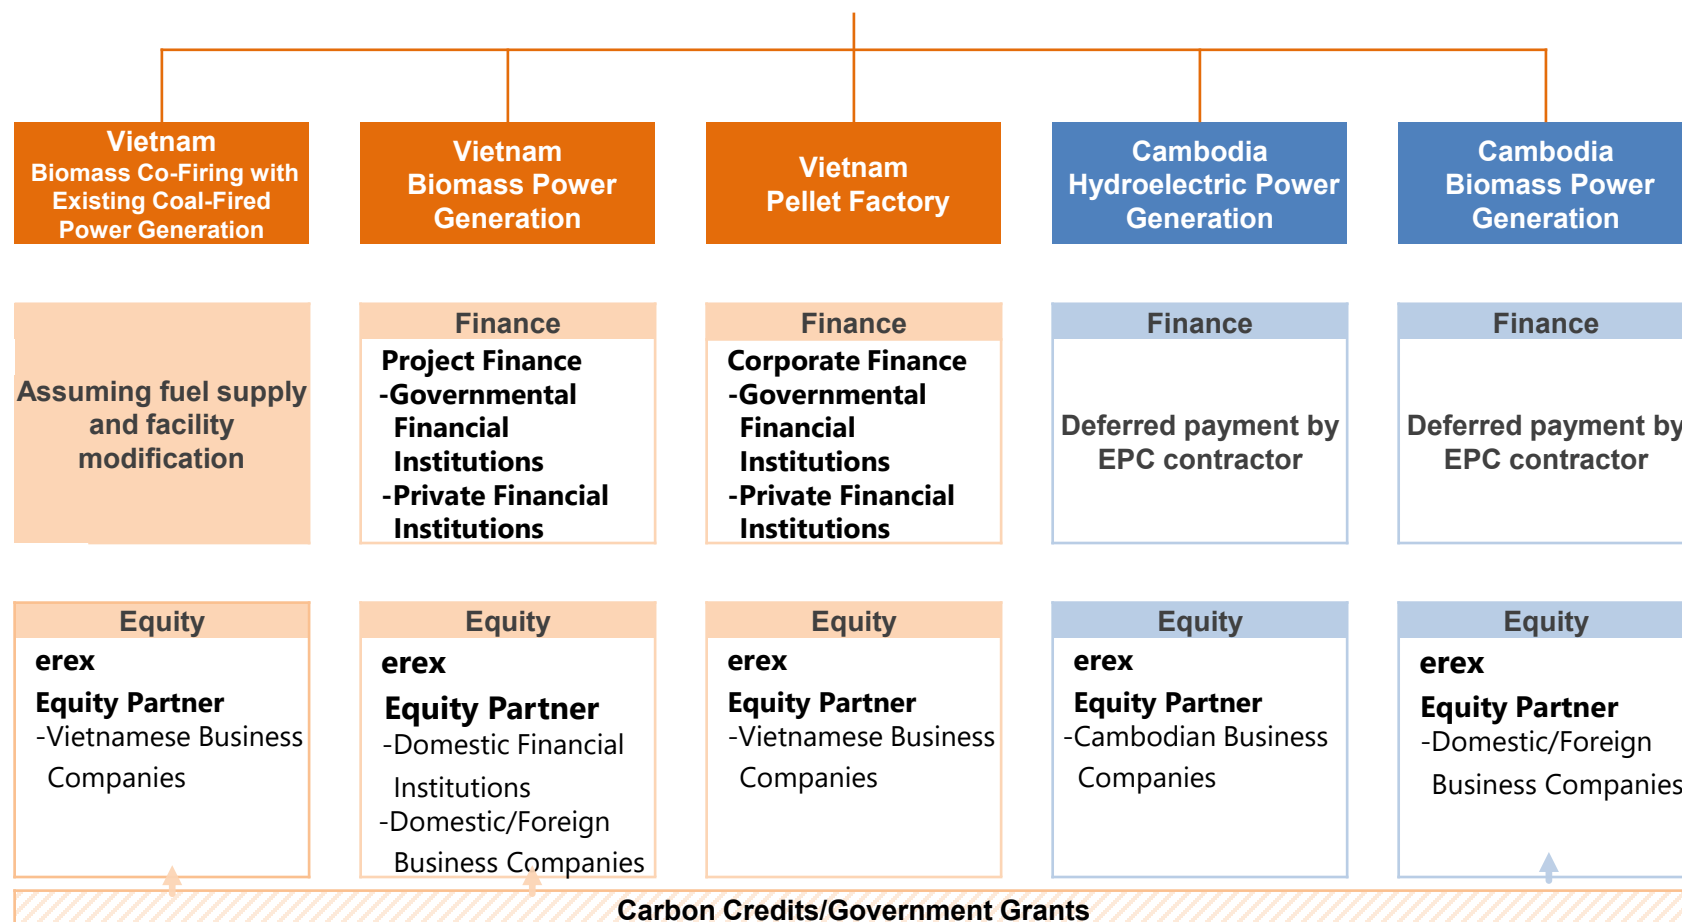 Vietnam
Biomass Co-Firing with
Existing Coal-Fired
Power Generation
Vietnam
Biomass Power
Generation
Vietnam
Pellet Factory
Cambodia
Hydroelectric Power
Generation
Cambodia
Biomass Power
Generation
Assuming fuel supply
and facility
modification
Finance
Project Finance
-Governmental
Financial
Institutions
-Private Financial
Institutions
Finance
Corporate Finance
-Governmental
Financial
Institutions
-Private Financial
Institutions
Finance
Deferred payment by
EPC contractor
Finance
Deferred payment by
EPC contractor
Equity
erex
Equity Partner
-Vietnamese Business
Companies
Equity
erex
Equity Partner
-Domestic Financial
Institutions
-Domestic/Foreign
Business Companies
Equity
erex
Equity Partner
-Vietnamese Business
Companies
Equity
erex
Equity Partner
-Cambodian Business
Companies
Equity
erex
Equity Partner
-Domestic/Foreign
Business Companies
Carbon Credits/Government Grants